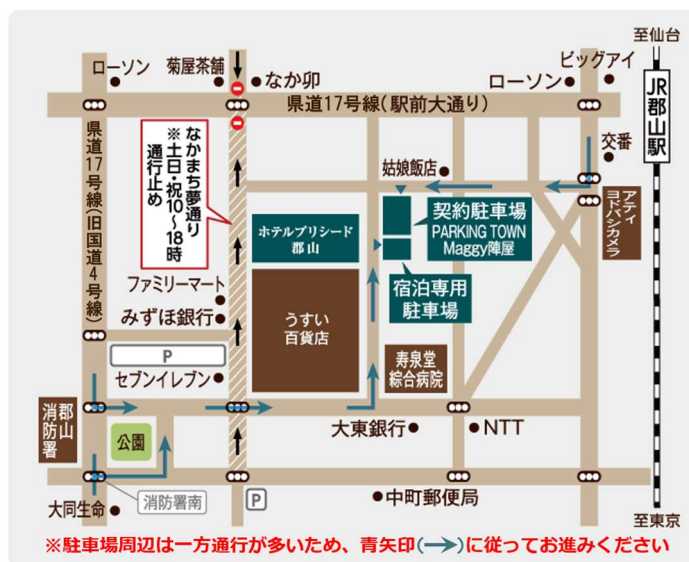 至仙台
ビッグアイ
ローソン
菊屋茶舗
なか卯
ローソン
県道17号線(駅前大通り)
JR郡山駅
交番
県道17号線(旧国道4号線)
なかまち夢通り
※土日・祝10~18時
通行止め
姑娘飯店
アティ
ヨドバシカメラ
契約駐車場
PARKING TOWN
Maggy陣屋
ホテルプリシード
郡山
宿泊専用
駐車場
ファミリーマート
みずほ銀行
うすい
百貨店
P
セブンイレブン
寿泉堂
綜合病院
郡山
消防署
公園
大東銀行
NTT
消防署南
P
中町郵便局
大同生命
至東京
※駐車場周辺は一方通行が多いため、青矢印(→)に従ってお進みください